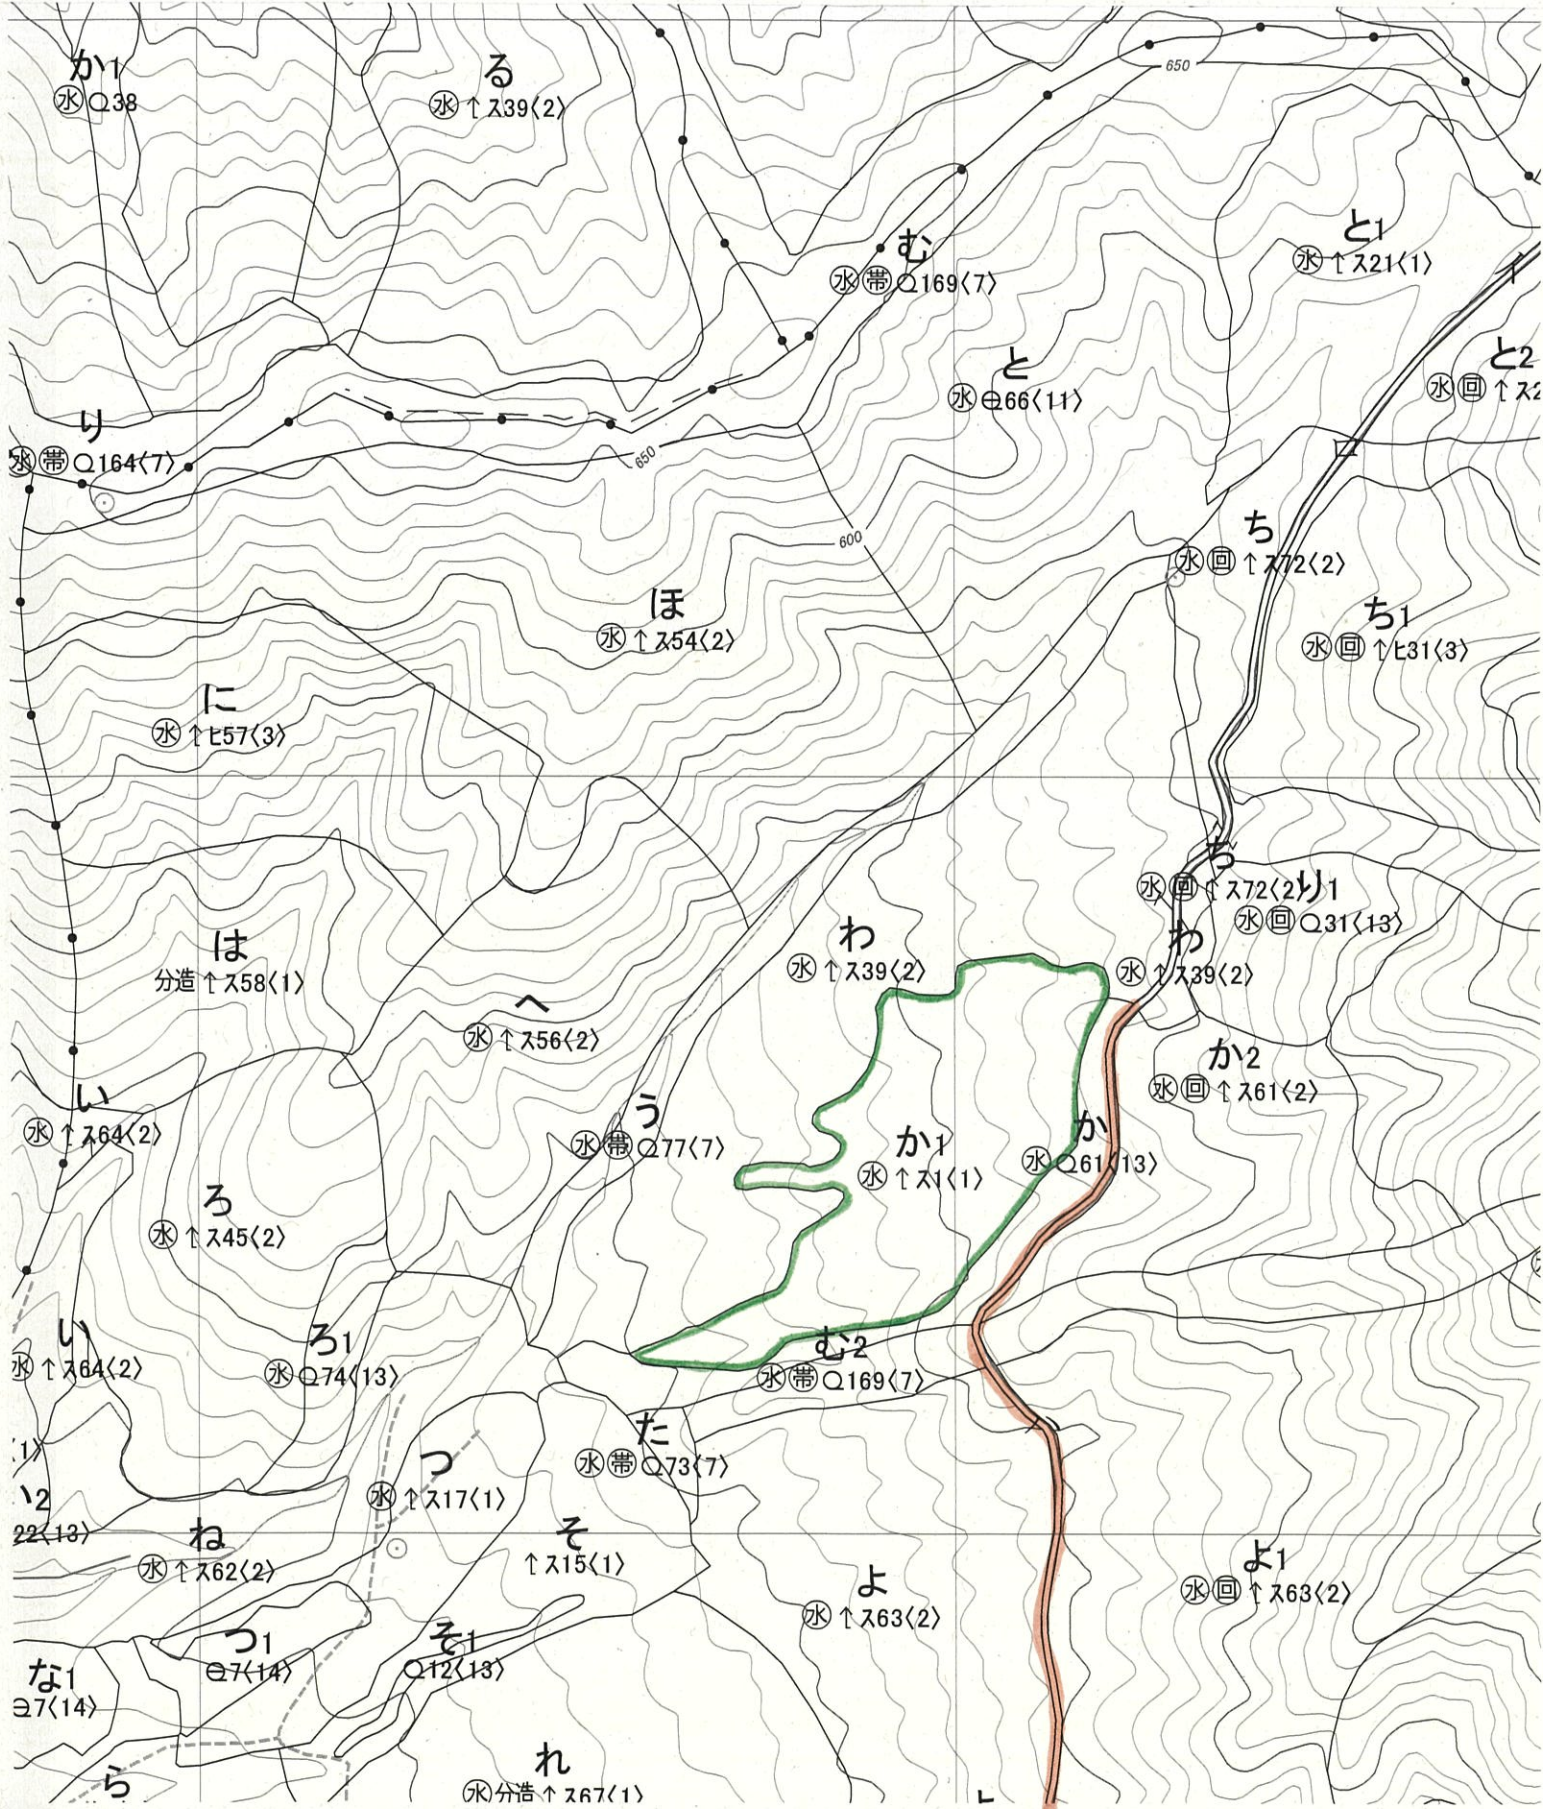 か1
㊌ Q38
る
㊌ ↑ス39〈2〉
650
む
㊌ 帯 Q169〈7〉
と1
㊌ ↑ス21〈1〉
と2
㊌ 回 ↑ス2
と
㊌ 66〈11〉
り
㊌ 帯 Q164〈7〉
650
600
ち
㊌ 回 ↑ス72〈2〉
ほ
㊌ ↑ス54〈2〉
ち1
㊌ 回 ↑ヒ31〈3〉
に
㊌ ↑ヒ57〈3〉
ち
㊌ 回 ↑ス72〈2〉
り1
㊌ 回 Q31〈13〉
わ
㊌ ↑ス39〈2〉
わ
㊌ ↑ス39〈2〉
は
分造 ↑ス58〈1〉
へ
㊌ ↑ス56〈2〉
か2
㊌ 回 ↑ス61〈2〉
い
㊌ ↑ス64〈2〉
う
㊌ 帯 Q77〈7〉
か1
㊌ ↑ス1〈1〉
か
㊌ Q61〈13〉
ろ
㊌ ↑ス45〈2〉
い
㊌ ↑ス64〈2〉
ろ1
㊌ Q74〈13〉
む2
㊌ 帯 Q169〈7〉
た
㊌ 帯 Q73〈7〉
1〉
つ
㊌ ↑ス17〈1〉
2
22〈13〉
ね
㊌ ↑ス62〈2〉
そ
↑ス15〈1〉
よ
㊌ ↑ス63〈2〉
よ1
㊌ 回 ↑ス63〈2〉
つ1
7〈14〉
そ1
Q12〈13〉
な1
7〈14〉
れ
㊌ 分造 ↑ス67〈1〉
ら